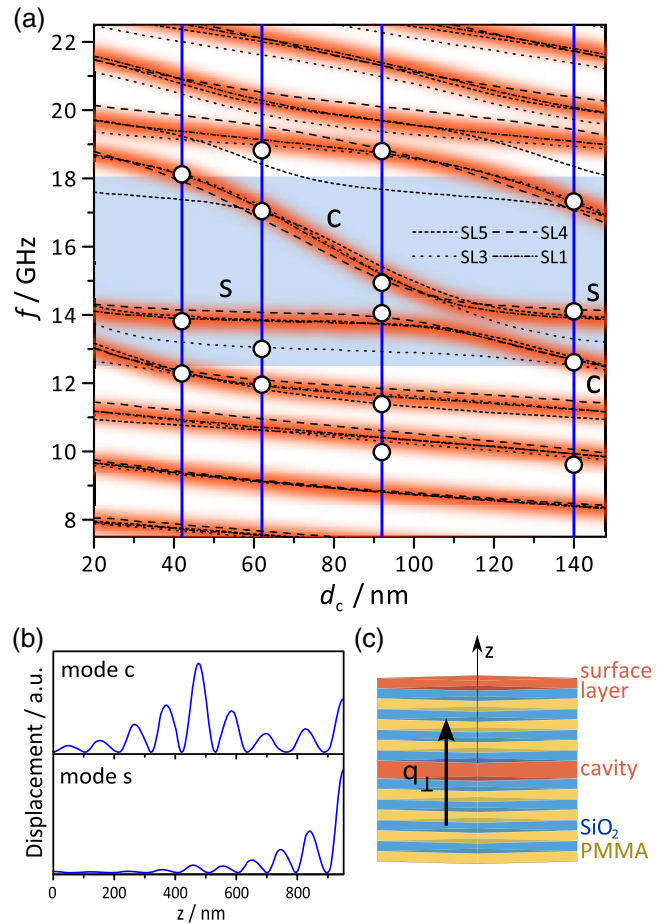 (a)
22
20
18
16
14
12
10
8
f / GHz
c
SL5 SL4
SL3 SL1
s
s
c
20 40 60 80 100 120 140
d_c / nm
(b)
mode c
mode s
Displacement / a.u.
0 200 400 600 800
z / nm
(c)
z
surface
layer
q⊥
cavity
SiO₂
PMMA